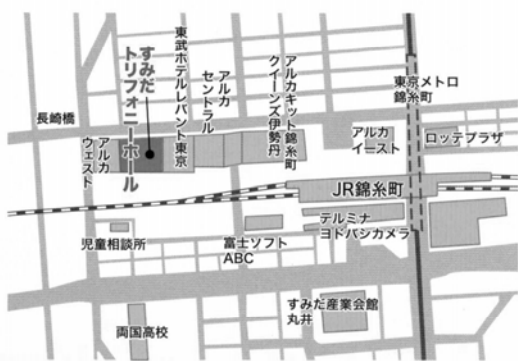 長崎橋
アルカ
ウェスト
すみだ
トリフォニーホール
東武ホテルレバント東京
アルカ
セントラル
アルカキット錦糸町
クイーンズ伊勢丹
東京メトロ
錦糸町
アルカ
イースト
ロッテプラザ
JR錦糸町
テルミナ
ヨドバシカメラ
児童相談所
富士ソフト
ABC
すみだ産業会館
丸井
両国高校